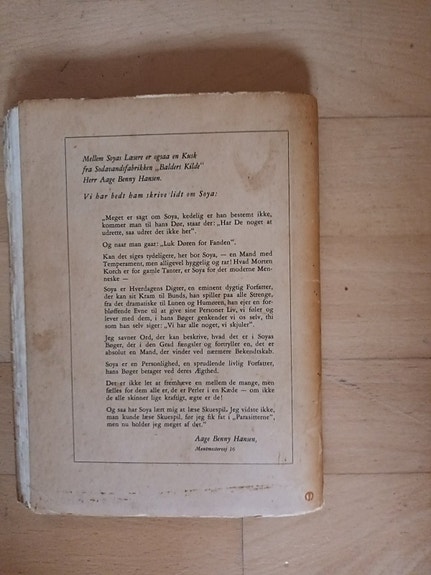 Mellem Soyas Læsere er ogsaa en Kusk
fra Sodavandsfabrikken „Balders Kilde"
Herr Aage Benny Hansen.
Vi har bedt ham skrive lidt om Soya:
„Meget er sagt om Soya, kedelig er han bestemt ikke,
kommer man til hans Dør, staar der: „Har De noget at
udrette, saa udret det ikke her".
Og naar man gaar: „Luk Døren for Fanden".
Kan det siges tydeligere, her bor Soya, — en Mand med
Temperament, men alligevel hyggelig og rar! Hvad Morten
Korch er for gamle Tanter, er Soya for det moderne Men-
neske —
Soya er Hverdagens Digter, en eminent dygtig Forfatter,
der kan sit Kram til Bunds, han spiller paa alle Strenge,
fra det dramatiske til Lunen og Humøren, han ejer en for-
bløffende Evne til at give sine Personer Liv, vi føler og
lever med dem, i hans Bøger genkender vi os selv, thi
som han selv siger: „Vi har alle noget, vi skjuler".
Jeg savner Ord, der kan beskrive, hvad det er i Soyas
Bøger, der i den Grad fængsler og fortryller en, det er
absolut en Mand, der vinder ved nærmere Bekendtskab.
Soya er en Personlighed, en sprudlende livlig Forfatter,
hans Bøger betager ved deres Ægthed.
Det er ikke let at fremhæve en mellem de mange, men
fælles for dem alle er, de er Perler i en Kæde — om ikke
de alle skinner lige kraftigt, ægte er de!
Og saa har Soya lært mig at læse Skuespil. Jeg vidste ikke,
man kunde læse Skuespil, før jeg fik fat i „Parasitterne",
men nu holder jeg meget af det."
Aage Benny Hansen,
16